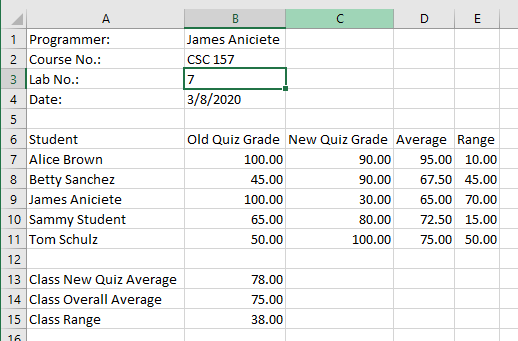 A B C D E
1 Programmer: James Aniciete
2 Course No.: CSC 157
3 Lab No.: 7
4 Date: 3/8/2020
5
6 Student Old Quiz Grade New Quiz Grade Average Range
7 Alice Brown 100.00 90.00 95.00 10.00
8 Betty Sanchez 45.00 90.00 67.50 45.00
9 James Aniciete 100.00 30.00 65.00 70.00
10 Sammy Student 65.00 80.00 72.50 15.00
11 Tom Schulz 50.00 100.00 75.00 50.00
12
13 Class New Quiz Average 78.00
14 Class Overall Average 75.00
15 Class Range 38.00
16